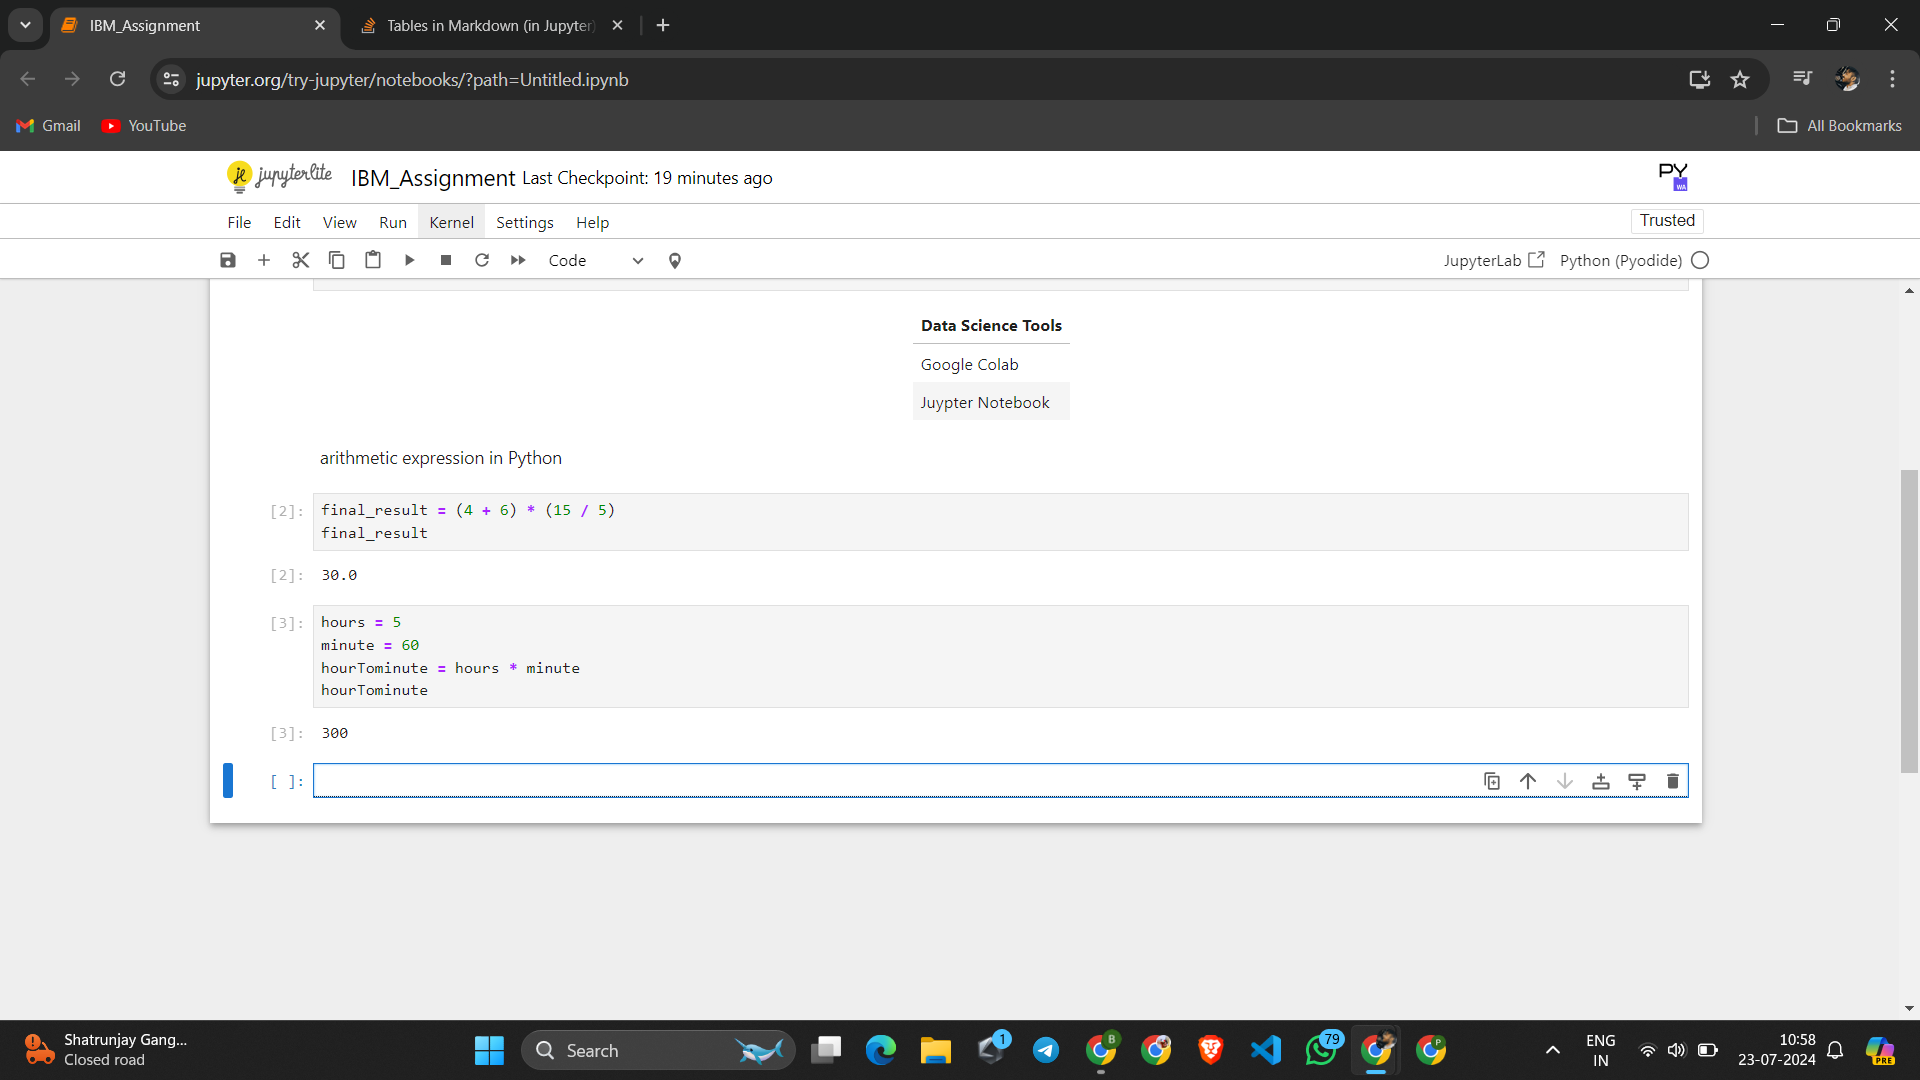 IBM_Assignment
Tables in Markdown (in Jupyter)
jupyter.org/try-jupyter/notebooks/?path=Untitled.ipynb
Gmail
YouTube
All Bookmarks
jupyterlite
IBM_Assignment Last Checkpoint: 19 minutes ago
PY
WA
File Edit View Run Kernel Settings Help
Trusted
Code
JupyterLab
Python (Pyodide)
Data Science Tools
Google Colab
Juypter Notebook
arithmetic expression in Python
[2]: final_result = (4 + 6) * (15 / 5)
final_result
[2]: 30.0
[3]: hours = 5
minute = 60
hourTominute = hours * minute
hourTominute
[3]: 300
[ ]:
Shatrunjay Gang...
Closed road
Search
1
B
79
P
ENG
IN
10:58
23-07-2024
PRE